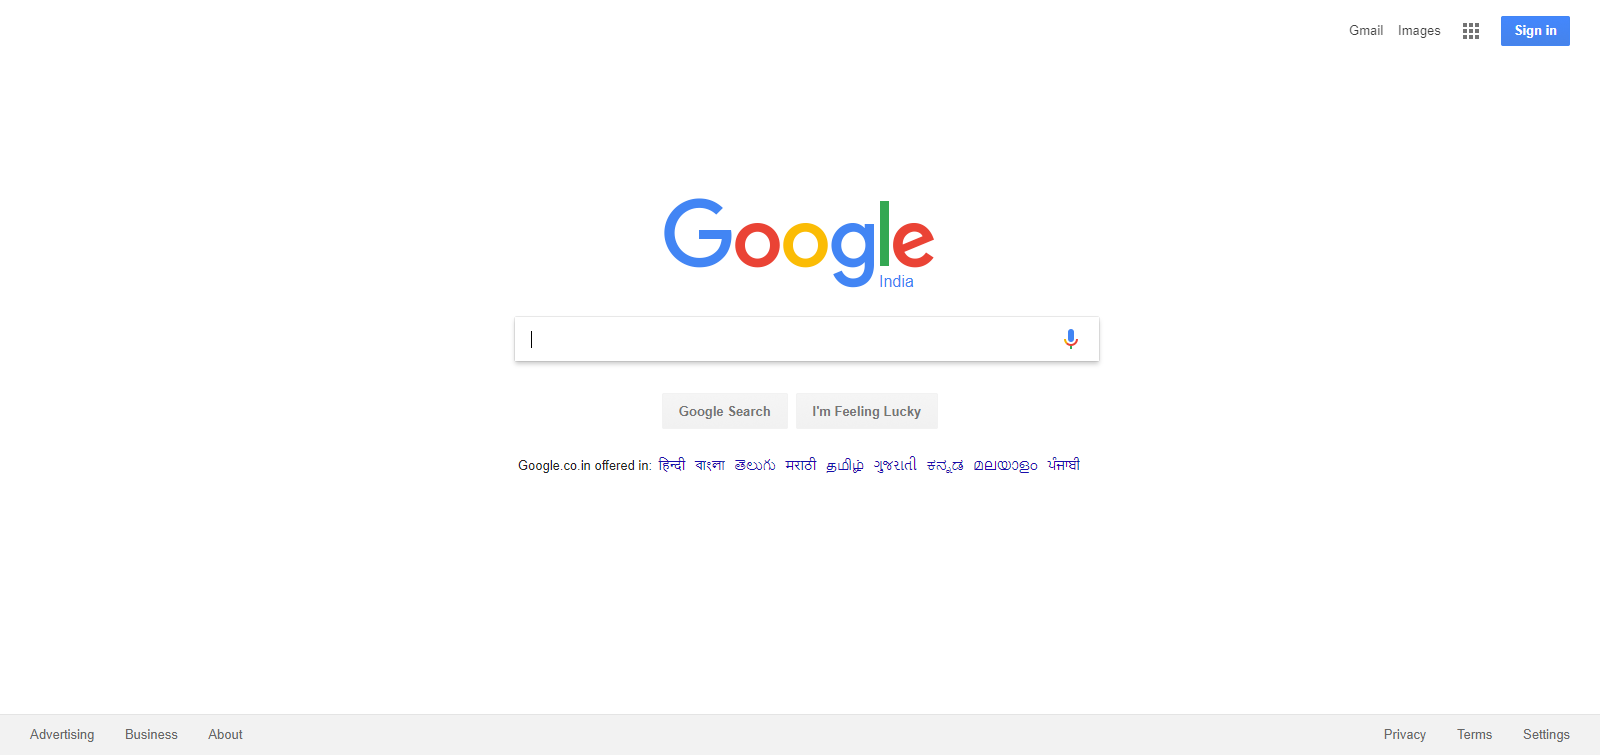 Gmail Images Sign in
Google
India
Google Search I'm Feeling Lucky
Google.co.in offered in: हिन्दी বাংলা తెలుగు मराठी தமிழ் ગુજરાતી ಕನ್ನಡ മലയാളം ਪੰਜਾਬੀ
Advertising Business About Privacy Terms Settings